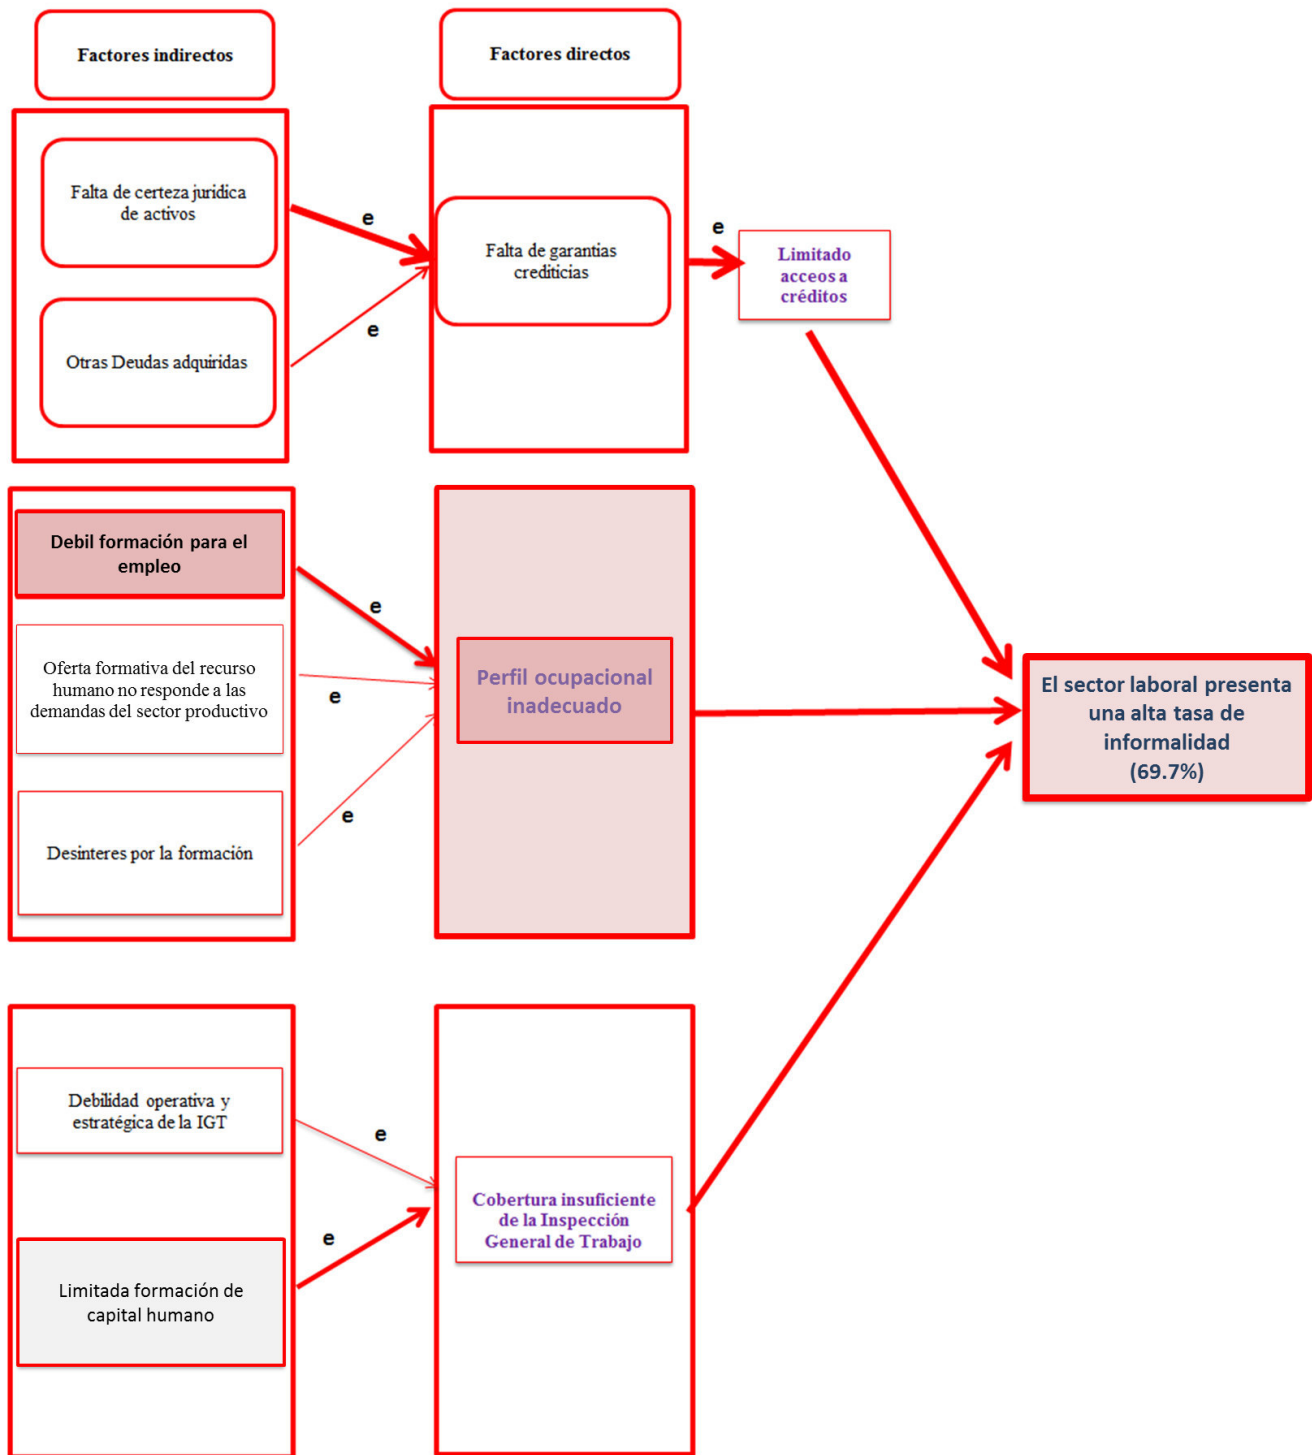 Factores indirectos
Factores directos
Falta de certeza jurídica
de activos
e
Falta de garantías
crediticias
e
Limitado
acceos a
créditos
Otras Deudas adquiridas
e
Debil formación para el
empleo
e
Oferta formativa del recurso
humano no responde a las
demandas del sector productivo
e
Desinteres por la formación
e
Perfil ocupacional
inadecuado
El sector laboral presenta
una alta tasa de
informalidad
(69.7%)
Debilidad operativa y
estratégica de la IGT
e
Limitada formación de
capital humano
e
Cobertura insuficiente
de la Inspección
General de Trabajo